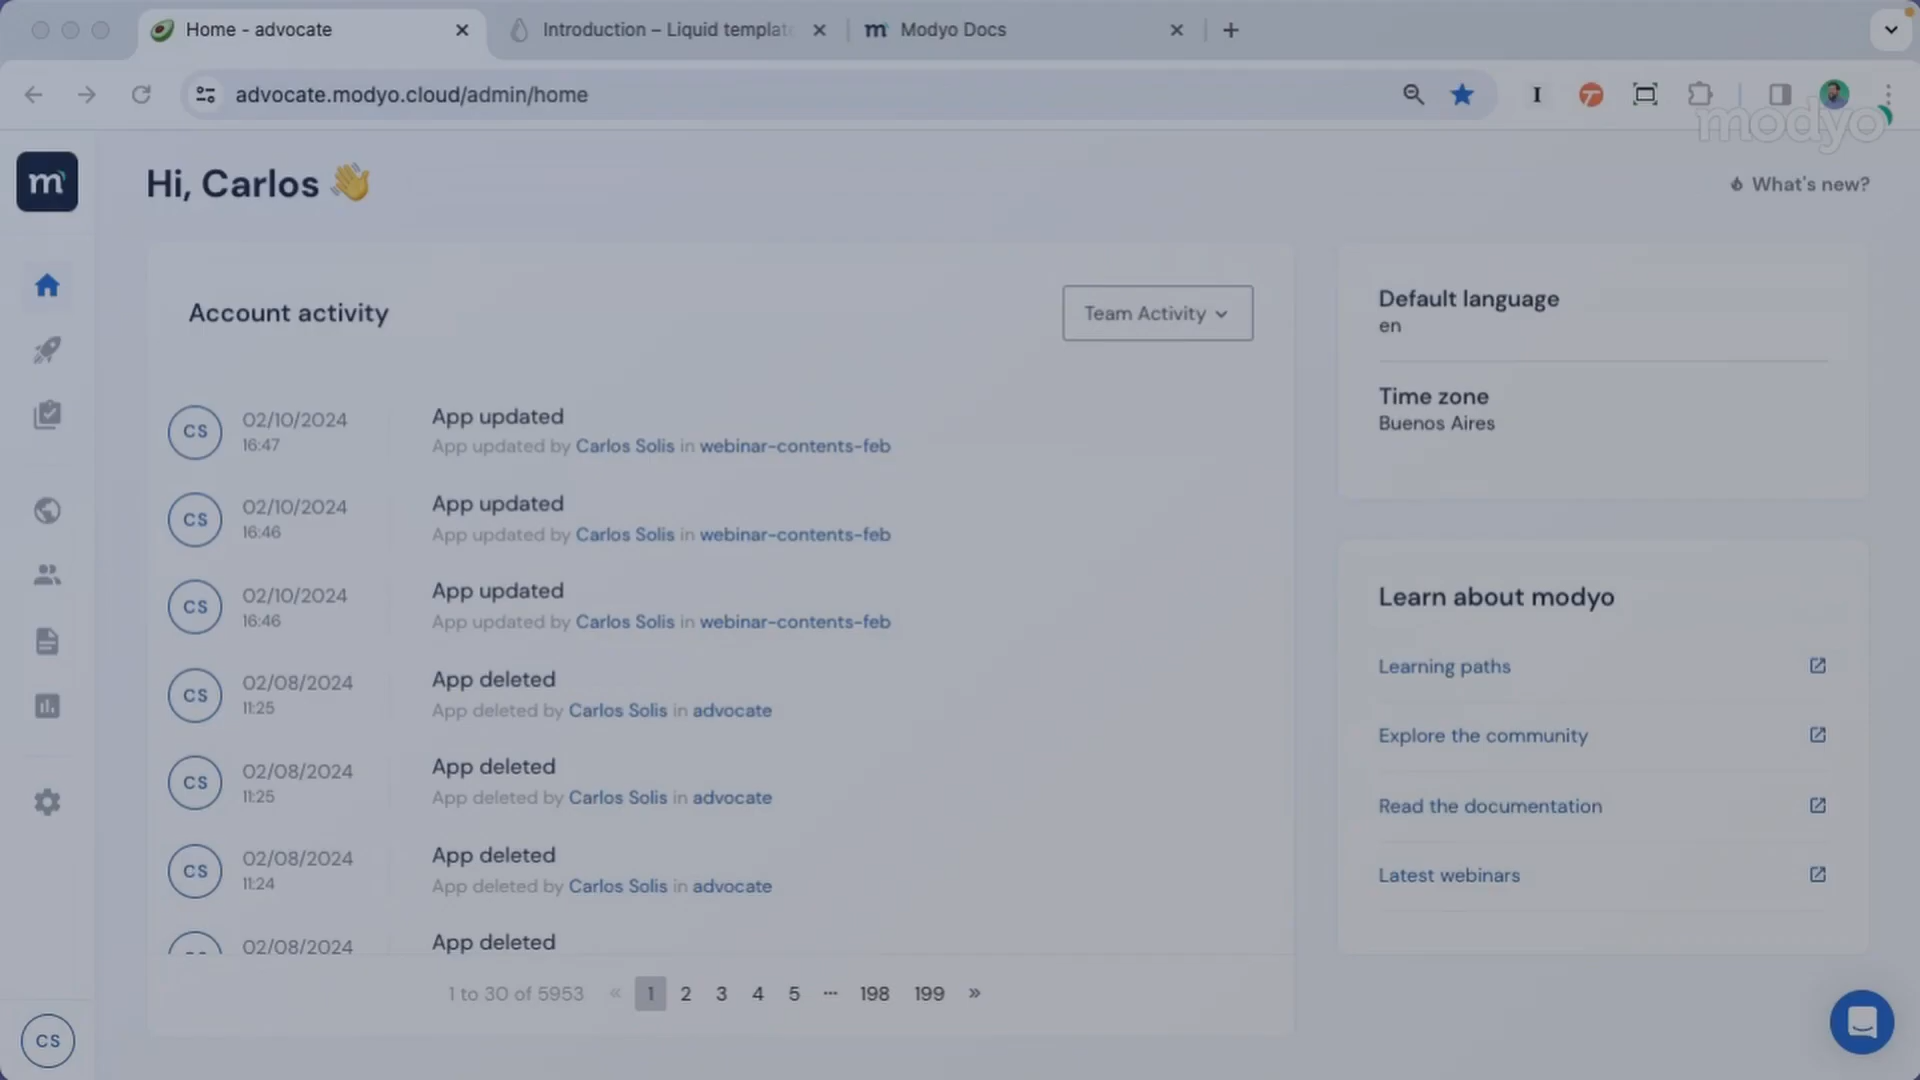 Home - advocate
Introduction – Liquid templat
Modyo Docs
advocate.modyo.cloud/admin/home
I
modyo
m
Hi, Carlos 👋
What's new?
Account activity
Team Activity
CS
02/10/2024
16:47
App updated
App updated by Carlos Solis in webinar-contents-feb
CS
02/10/2024
16:46
App updated
App updated by Carlos Solis in webinar-contents-feb
CS
02/10/2024
16:46
App updated
App updated by Carlos Solis in webinar-contents-feb
CS
02/08/2024
11:25
App deleted
App deleted by Carlos Solis in advocate
CS
02/08/2024
11:25
App deleted
App deleted by Carlos Solis in advocate
CS
02/08/2024
11:24
App deleted
App deleted by Carlos Solis in advocate
02/08/2024
App deleted
1 to 30 of 5953 « 1 2 3 4 5 ··· 198 199 »
Default language
en
Time zone
Buenos Aires
Learn about modyo
Learning paths
Explore the community
Read the documentation
Latest webinars
CS